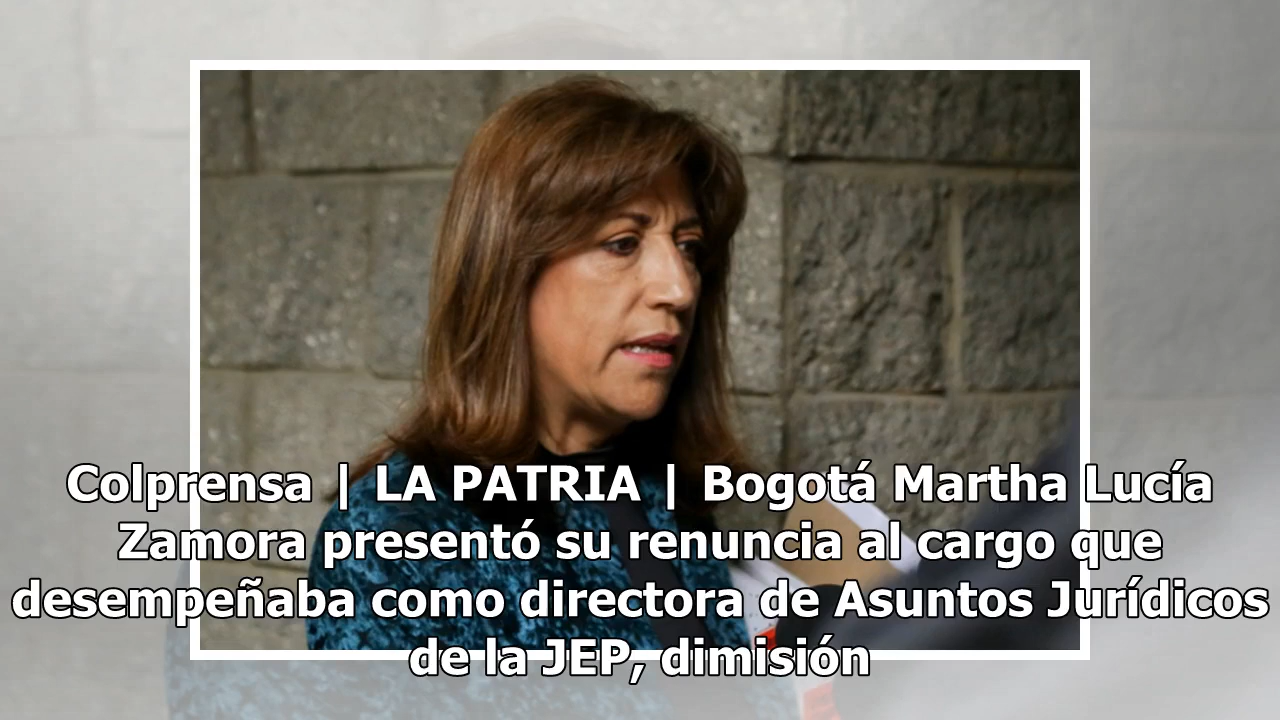 Colprensa | LA PATRIA | Bogotá Martha Lucía
Zamora presentó su renuncia al cargo que
desempeñaba como directora de Asuntos Jurídicos
de la JEP, dimisión